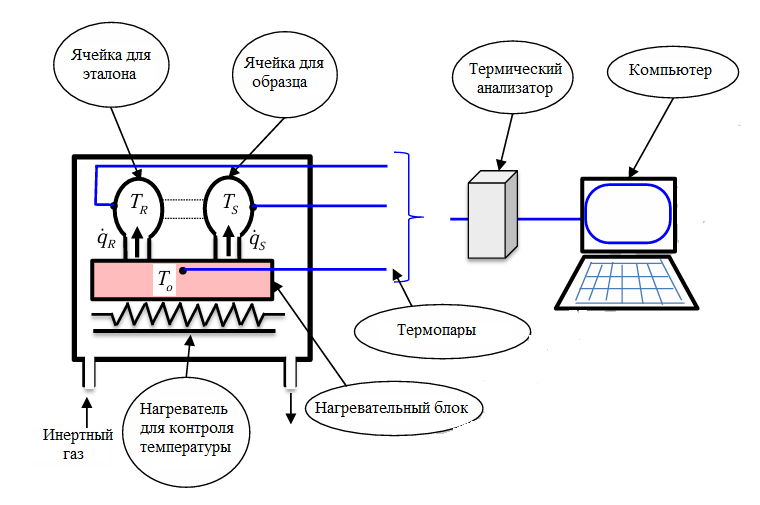 Ячейка для
эталона
Ячейка для
образца
Термический
анализатор
Компьютер
T_R
T_S
q̇_R
q̇_S
T_o
Термопары
Нагревательный блок
Нагреватель
для контроля
температуры
Инертный
газ